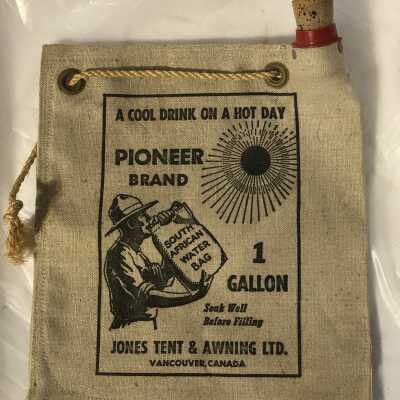 A COOL DRINK ON A HOT DAY
PIONEER
BRAND
SOUTH
AFRICAN
WATER
BAG
1
GALLON
Soak Well
Before Filling
JONES TENT & AWNING LTD.
VANCOUVER, CANADA